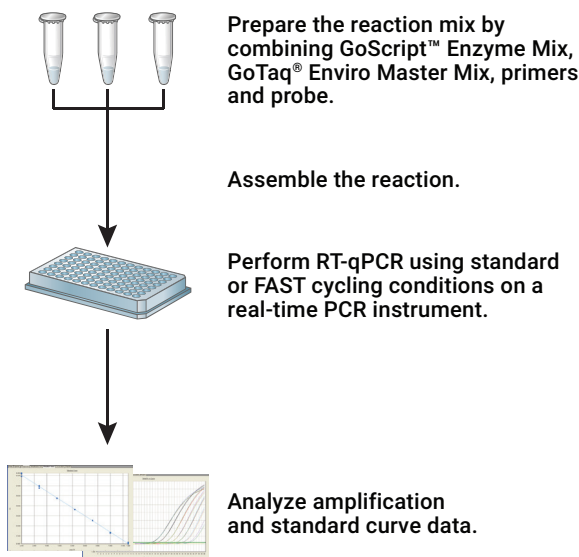 Prepare the reaction mix by
combining GoScript™ Enzyme Mix,
GoTaq® Enviro Master Mix, primers
and probe.
Assemble the reaction.
Perform RT-qPCR using standard
or FAST cycling conditions on a
real-time PCR instrument.
Analyze amplification
and standard curve data.